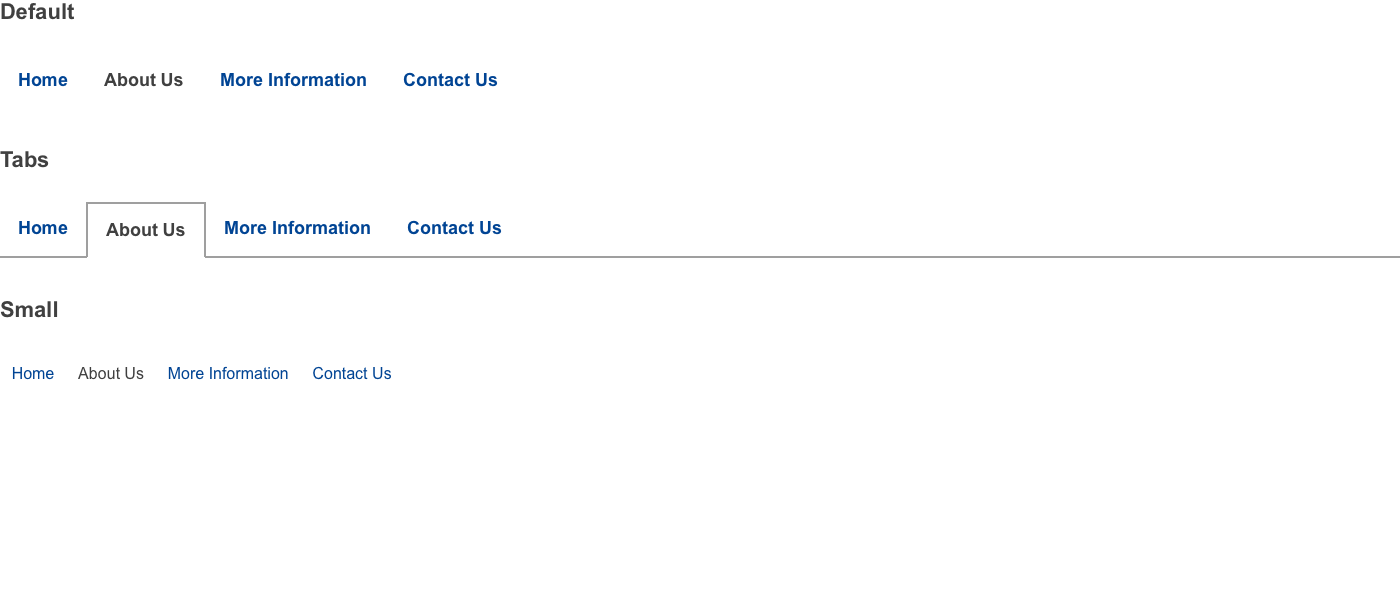 Default
Home About Us More Information Contact Us
Tabs
Home About Us More Information Contact Us
Small
Home About Us More Information Contact Us